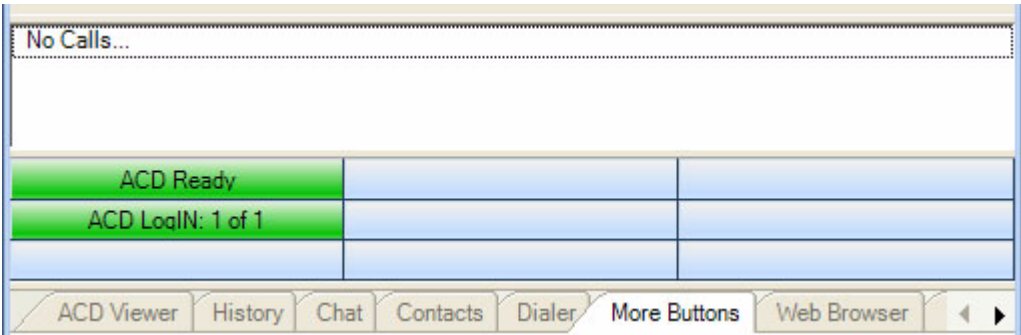 No Calls...
ACD Ready
ACD LogIN: 1 of 1
ACD Viewer History Chat Contacts Dialer More Buttons Web Browser